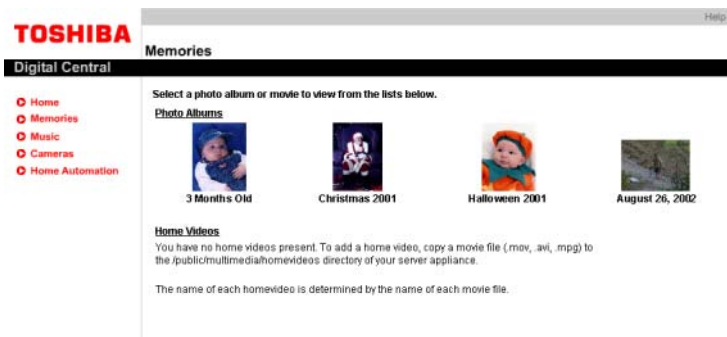 Help
TOSHIBA
Memories
Digital Central
Home
Memories
Music
Cameras
Home Automation
Select a photo album or movie to view from the lists below.
Photo Albums
3 Months Old
Christmas 2001
Halloween 2001
August 26, 2002
Home Videos
You have no home videos present. To add a home video, copy a movie file (.mov, .avi, .mpg) to
the /public/multimedia/homevideos directory of your server appliance.
The name of each homevideo is determined by the name of each movie file.